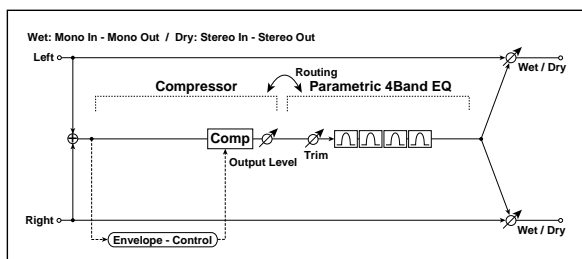 Wet: Mono In - Mono Out / Dry: Stereo In - Stereo Out
Left
Wet / Dry
Routing
Compressor
Parametric 4Band EQ
Comp
Output Level
Trim
Right
Wet / Dry
Envelope - Control